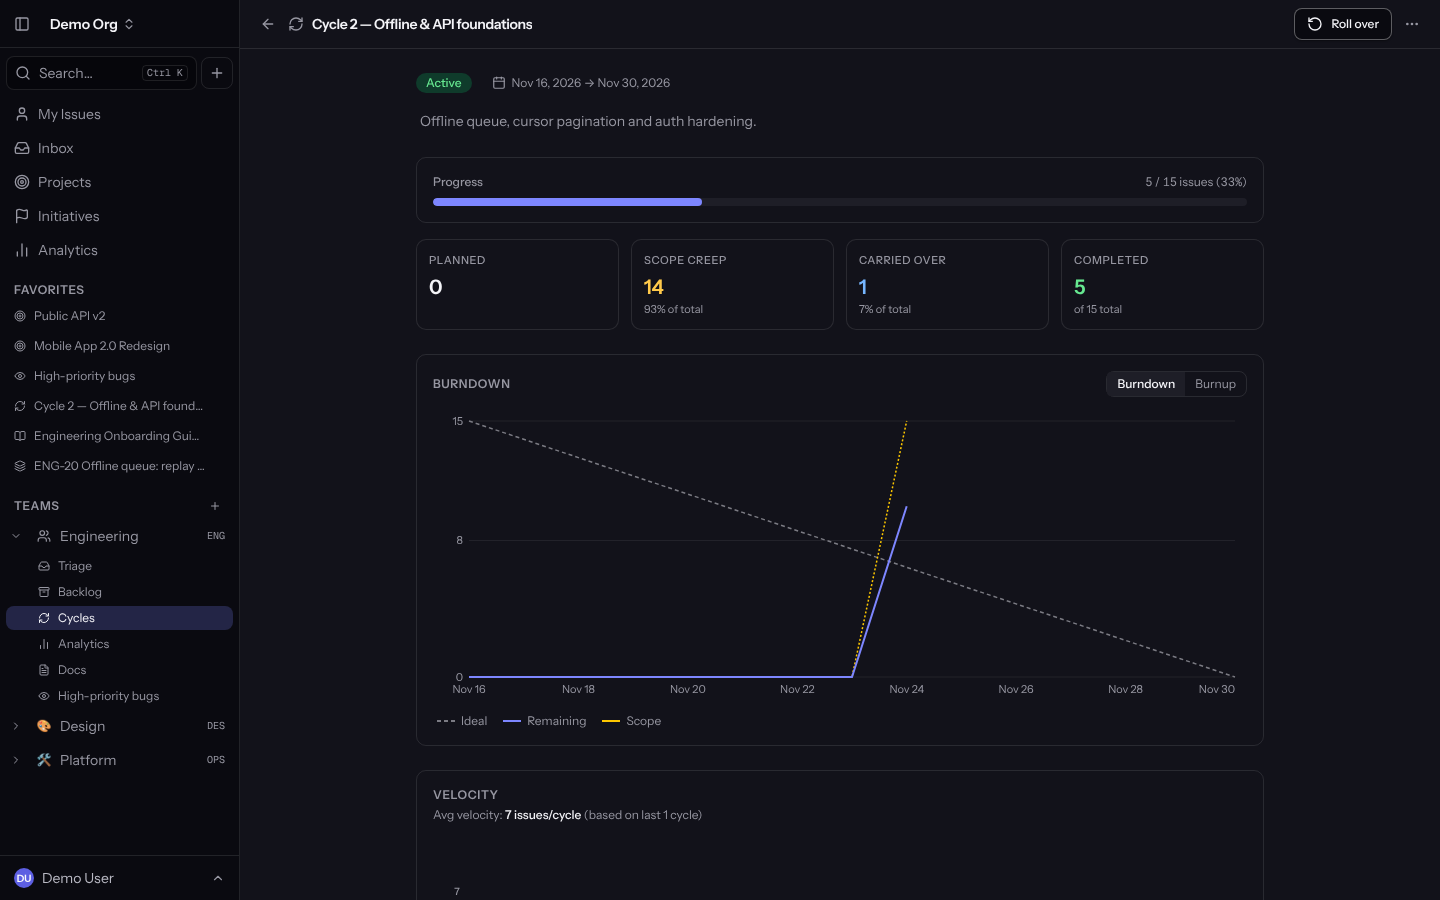 Demo Org
Search...
Ctrl K
My Issues
Inbox
Projects
Initiatives
Analytics
FAVORITES
Public API v2
Mobile App 2.0 Redesign
High-priority bugs
Cycle 2 — Offline & API found...
Engineering Onboarding Gui...
ENG-20 Offline queue: replay ...
TEAMS
Engineering ENG
Triage
Backlog
Cycles
Analytics
Docs
High-priority bugs
Design DES
Platform OPS
DU Demo User
Cycle 2 — Offline & API foundations
Roll over
Active
Nov 16, 2026 → Nov 30, 2026
Offline queue, cursor pagination and auth hardening.
Progress
5 / 15 issues (33%)
PLANNED
0
SCOPE CREEP
14
93% of total
CARRIED OVER
1
7% of total
COMPLETED
5
of 15 total
BURNDOWN
Burndown Burnup
15
8
0
Nov 16 Nov 18 Nov 20 Nov 22 Nov 24 Nov 26 Nov 28 Nov 30
Ideal Remaining Scope
VELOCITY
Avg velocity: 7 issues/cycle (based on last 1 cycle)
7